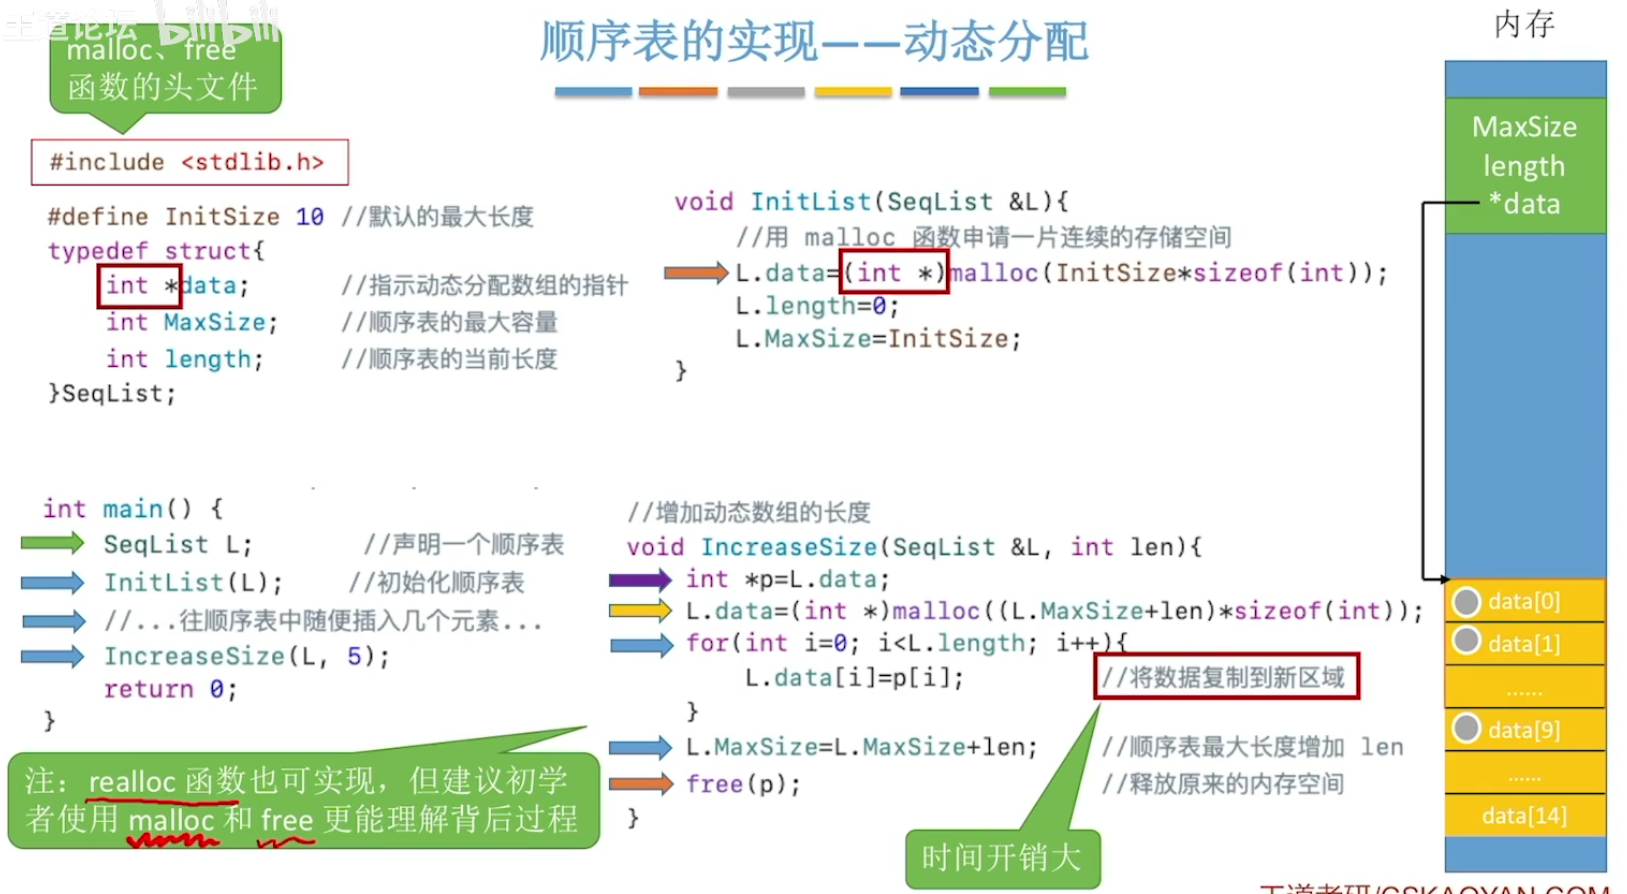 王道论坛 bilibili
malloc、free
函数的头文件
顺序表的实现——动态分配
内存
#include <stdlib.h>
#define InitSize 10 //默认的最大长度
typedef struct{
int *data; //指示动态分配数组的指针
int MaxSize; //顺序表的最大容量
int length; //顺序表的当前长度
}SeqList;
void InitList(SeqList &L){
//用 malloc 函数申请一片连续的存储空间
L.data=(int *)malloc(InitSize*sizeof(int));
L.length=0;
L.MaxSize=InitSize;
}
MaxSize
length
*data
int main() {
SeqList L; //声明一个顺序表
InitList(L); //初始化顺序表
//...往顺序表中随便插入几个元素...
IncreaseSize(L, 5);
return 0;
}
注：realloc 函数也可实现，但建议初学
者使用 malloc 和 free 更能理解背后过程
//增加动态数组的长度
void IncreaseSize(SeqList &L, int len){
int *p=L.data;
L.data=(int *)malloc((L.MaxSize+len)*sizeof(int));
for(int i=0; i<L.length; i++){
L.data[i]=p[i]; //将数据复制到新区域
}
L.MaxSize=L.MaxSize+len; //顺序表最大长度增加 len
free(p); //释放原来的内存空间
}
时间开销大
data[0]
data[1]
......
data[9]
......
data[14]
王道考研/CSKAOYAN.COM